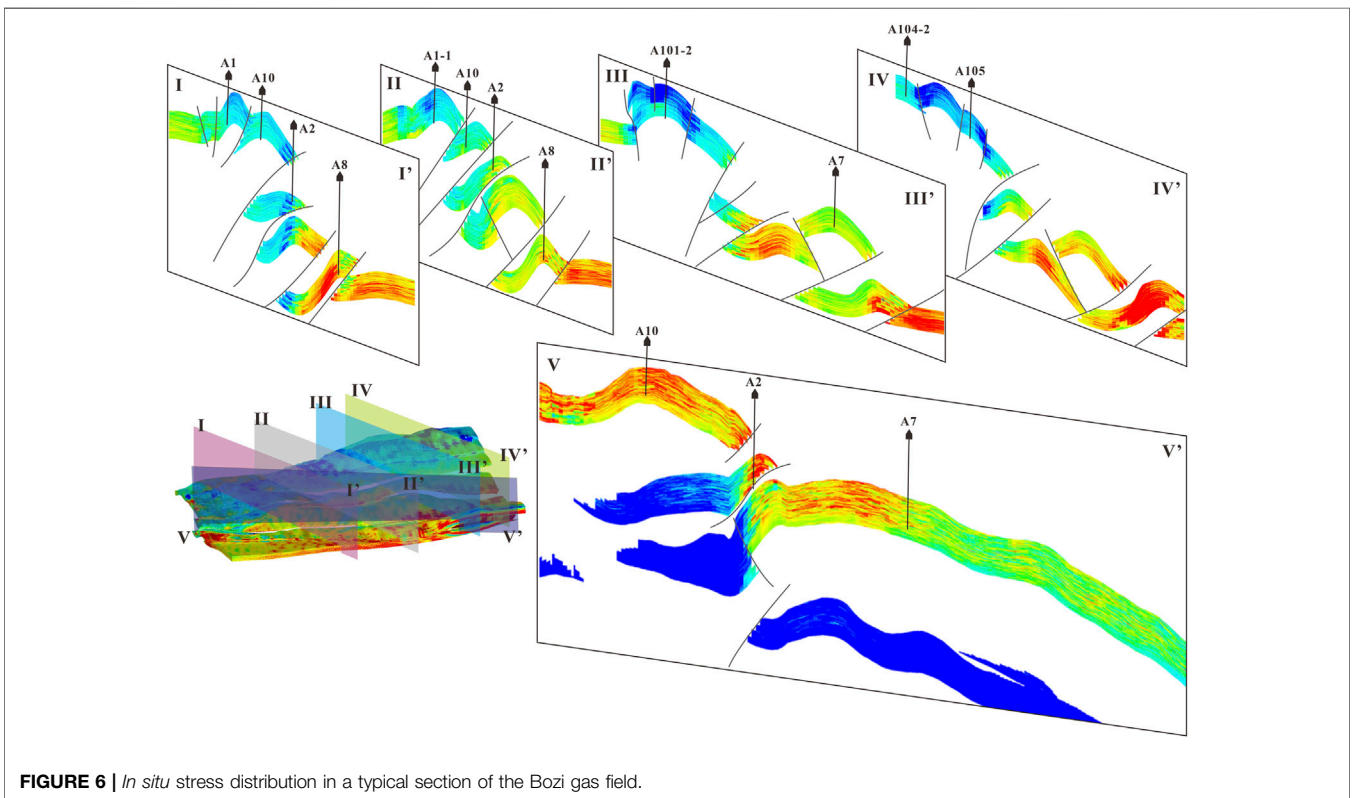 I
A1
A10
A2
A8
I'
II
A1-1
A10
A2
A8
II'
III
A101-2
A7
III'
IV
A104-2
A105
IV'
I
II
III
IV
I'
II'
III'
IV'
V
V'
V
A10
A2
A7
V'
FIGURE 6 | In situ stress distribution in a typical section of the Bozi gas field.